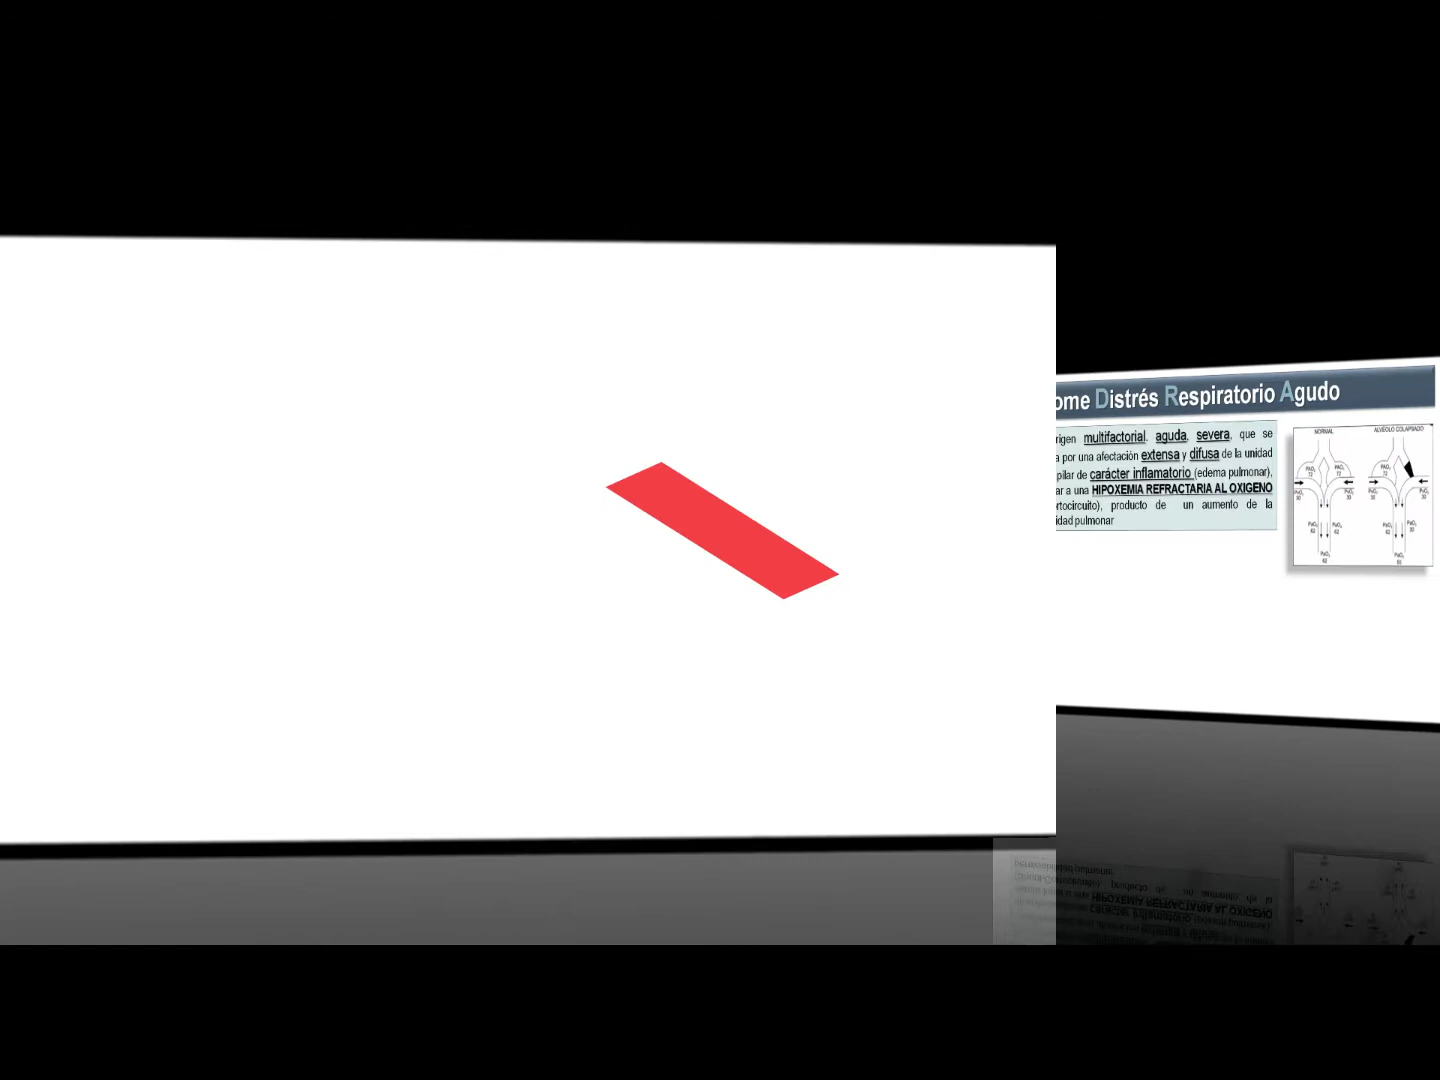 ome Distrés Respiratorio Agudo
rigen multifactorial, aguda, severa, que se
a por una afectación extensa y difusa de la unidad
pilar de carácter inflamatorio (edema pulmonar),
ar a una HIPOXEMIA REFRACTARIA AL OXIGENO
rtocircuito), producto de un aumento de la
idad pulmonar
NORMAL
ALVÉOLO COLAPSADO